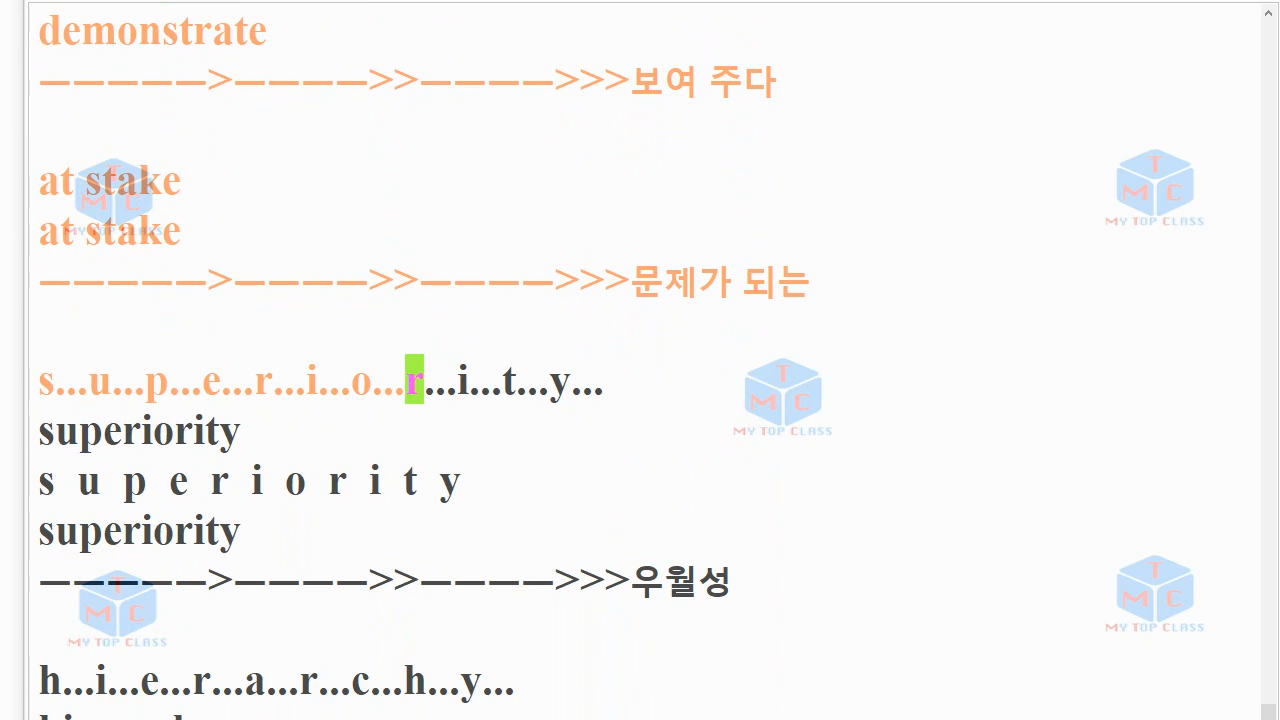 demonstrate
—————>————>>————>>>보여 주다
at stake
at stake
—————>————>>————>>>문제가 되는
s...u...p...e...r...i...o...r...i...t...y...
superiority
s u p e r i o r i t y
superiority
—————>————>>————>>>우월성
h...i...e...r...a...r...c...h...y...
T
M C
MY TOP CLASS
T
M C
MY TOP CLASS
T
M C
MY TOP CLASS
T
M C
MY TOP CLASS
T
M C
MY TOP CLASS